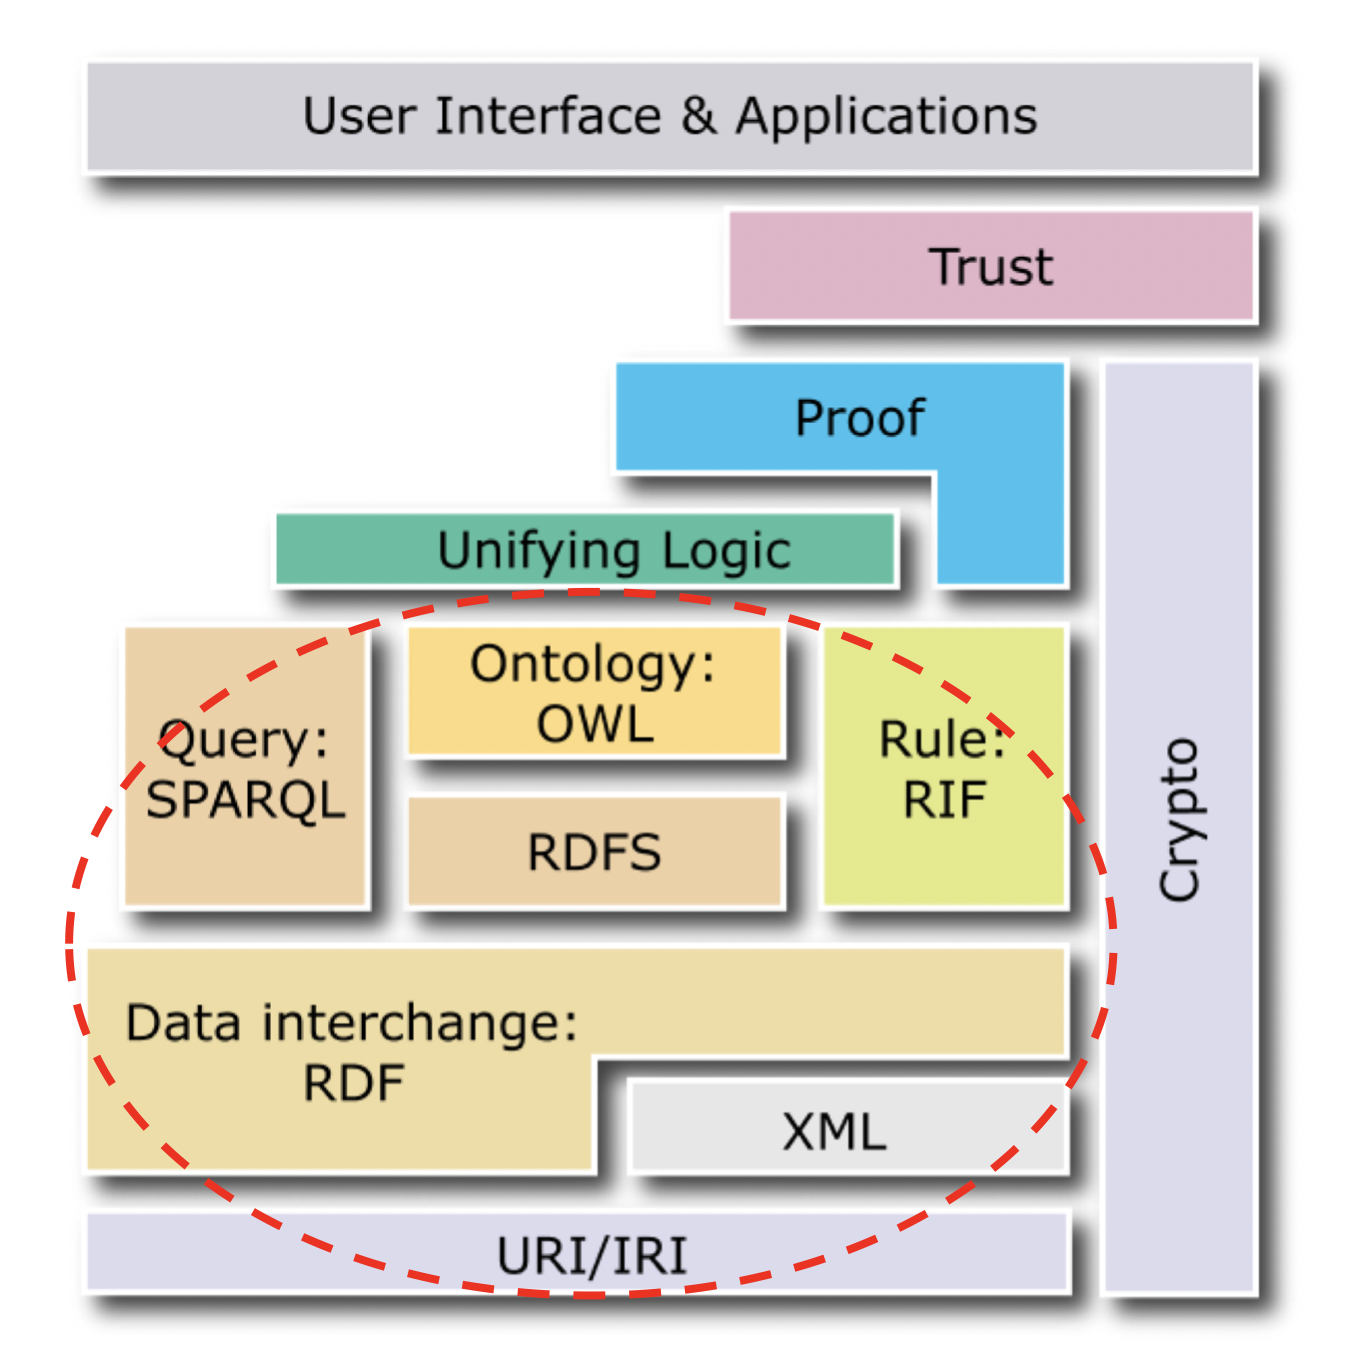 User Interface & Applications
Trust
Proof
Unifying Logic
Query:
SPARQL
Ontology:
OWL
RDFS
Rule:
RIF
Crypto
Data interchange:
RDF
XML
URI/IRI